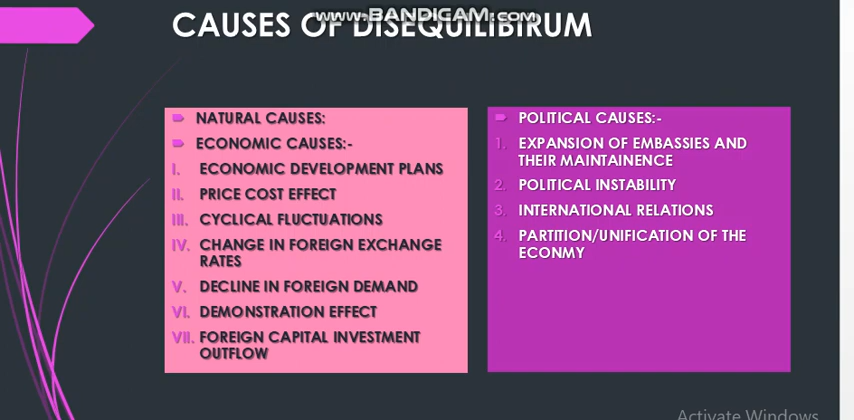 www.BANDICAM.com
CAUSES OF DISEQUILIBIRUM
NATURAL CAUSES:
ECONOMIC CAUSES:-
I. ECONOMIC DEVELOPMENT PLANS
II. PRICE COST EFFECT
III. CYCLICAL FLUCTUATIONS
IV. CHANGE IN FOREIGN EXCHANGE
RATES
V. DECLINE IN FOREIGN DEMAND
VI. DEMONSTRATION EFFECT
VII. FOREIGN CAPITAL INVESTMENT
OUTFLOW
POLITICAL CAUSES:-
1. EXPANSION OF EMBASSIES AND
THEIR MAINTAINENCE
2. POLITICAL INSTABILITY
3. INTERNATIONAL RELATIONS
4. PARTITION/UNIFICATION OF THE
ECONMY
Activate Windows